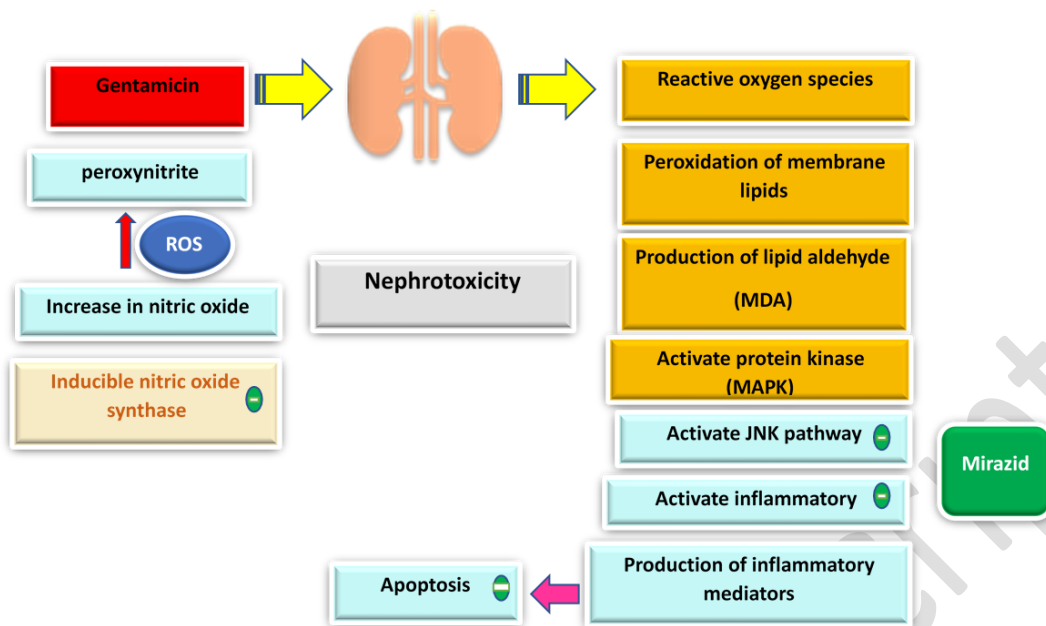 Gentamicin
peroxynitrite
ROS
Increase in nitric oxide
Inducible nitric oxide
synthase
Nephrotoxicity
Reactive oxygen species
Peroxidation of membrane
lipids
Production of lipid aldehyde
(MDA)
Activate protein kinase
(MAPK)
Activate JNK pathway
Activate inflammatory
Production of inflammatory
mediators
Apoptosis
Mirazid